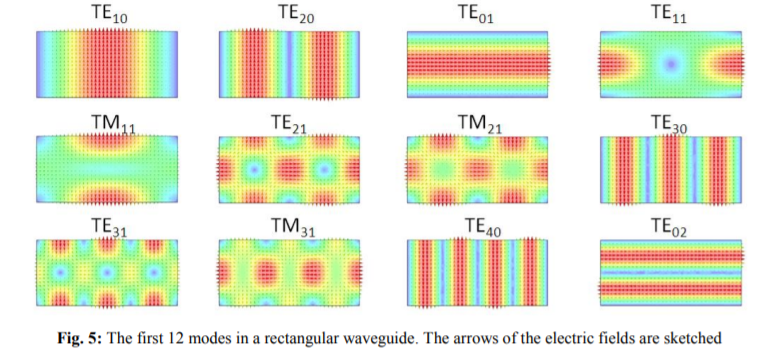 TE₁₀ TE₂₀ TE₀₁ TE₁₁
TM₁₁ TE₂₁ TM₂₁ TE₃₀
TE₃₁ TM₃₁ TE₄₀ TE₀₂
Fig. 5: The first 12 modes in a rectangular waveguide. The arrows of the electric fields are sketched